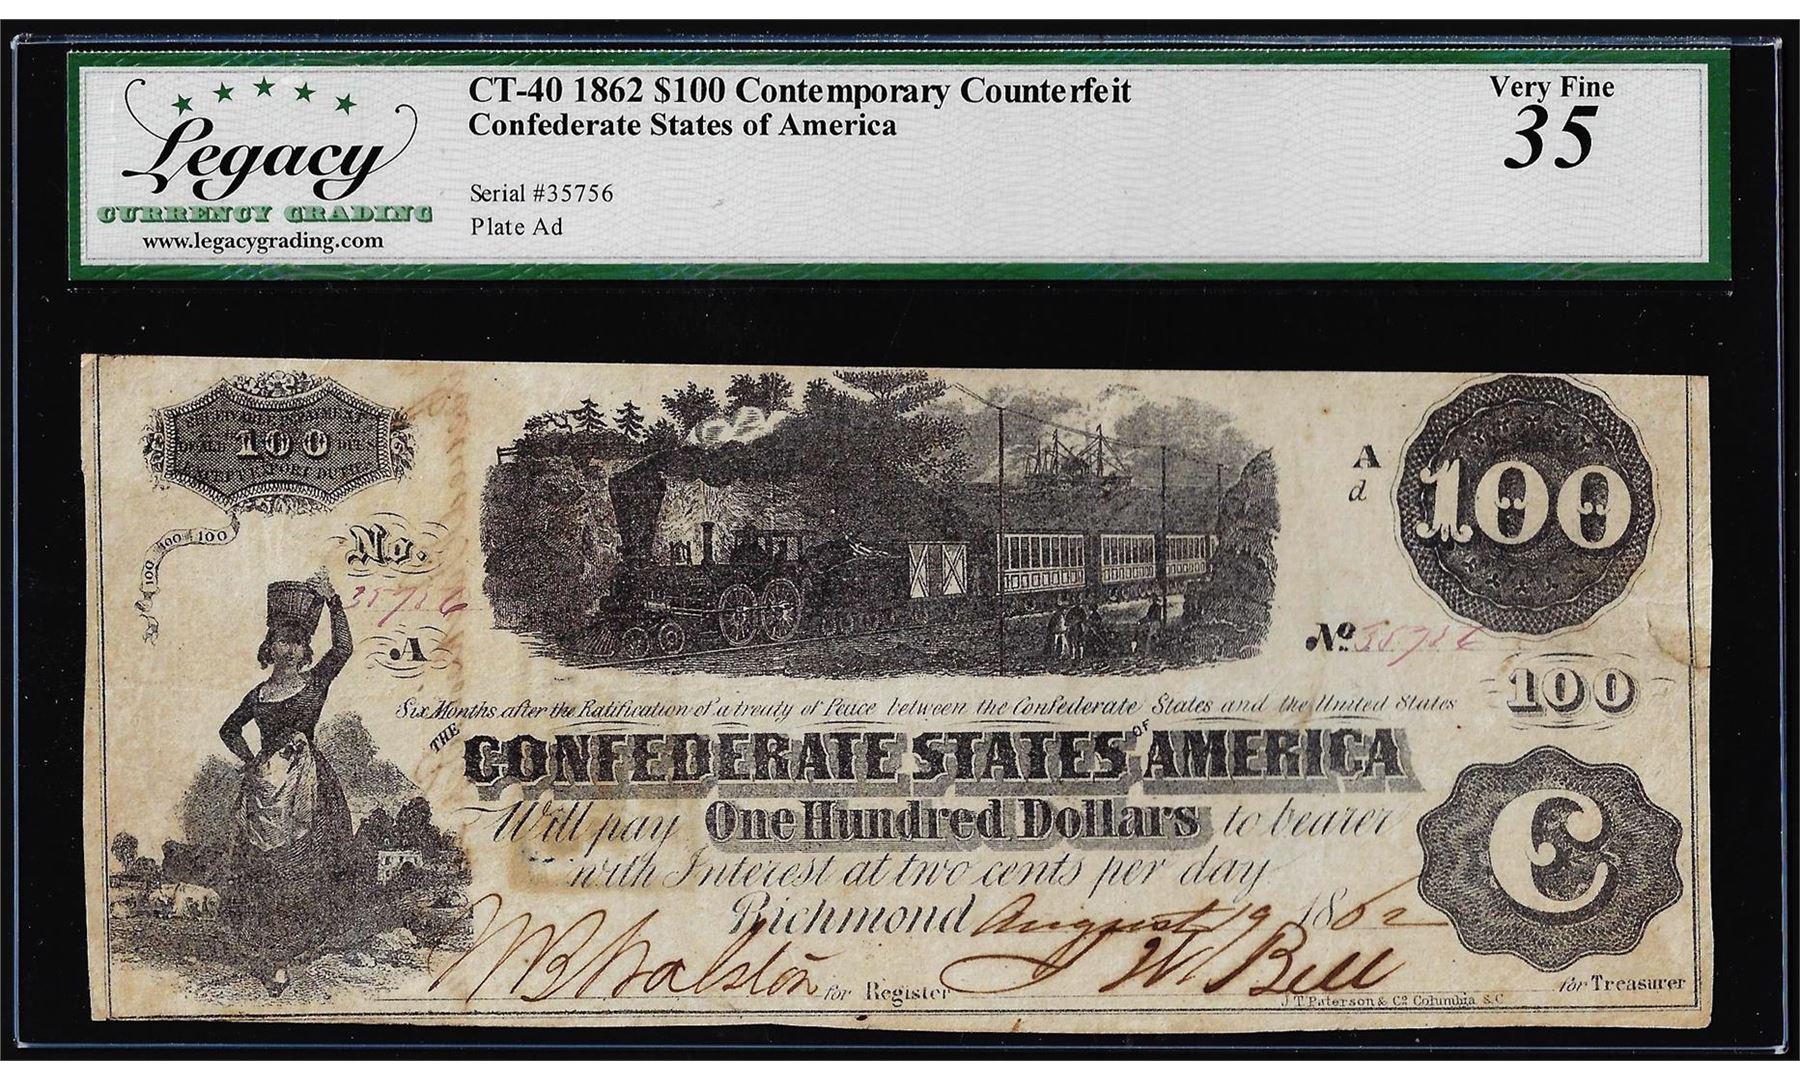 Legacy
CURRENCY GRADING
www.legacygrading.com
CT-40 1862 $100 Contemporary Counterfeit
Confederate States of America
Serial #35756
Plate Ad
Very Fine
35
100
100 100 100
No.
35756
A
A
d
100
No. 35756
100
Six Months after the Ratification of a treaty of Peace between the Confederate States and the United States
THE CONFEDERATE STATES OF AMERICA
Will pay One Hundred Dollars to bearer
with Interest at two cents per day
Richmond August 19 1862
C
for Register
J W. Bell
for Treasurer
J. T. Paterson & Co Columbia S.C